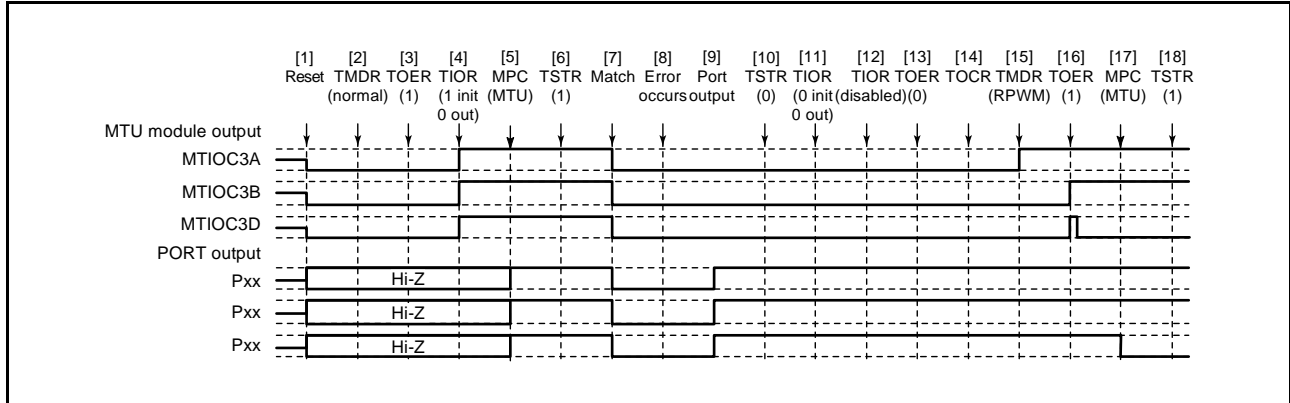 [1] [2] [3] [4] [5] [6] [7] [8] [9] [10] [11] [12] [13] [14] [15] [16] [17] [18]
Reset TMDR TOER TIOR MPC TSTR Match Error Port TSTR TIOR TIOR TOER TOCR TMDR TOER MPC TSTR
(normal) (1) (1 init (MTU) (1) occurs output (0) (0 init (disabled) (0) (RPWM) (1) (MTU) (1)
0 out) 0 out)
MTU module output
MTIOC3A
MTIOC3B
MTIOC3D
PORT output
Pxx Hi-Z
Pxx Hi-Z
Pxx Hi-Z